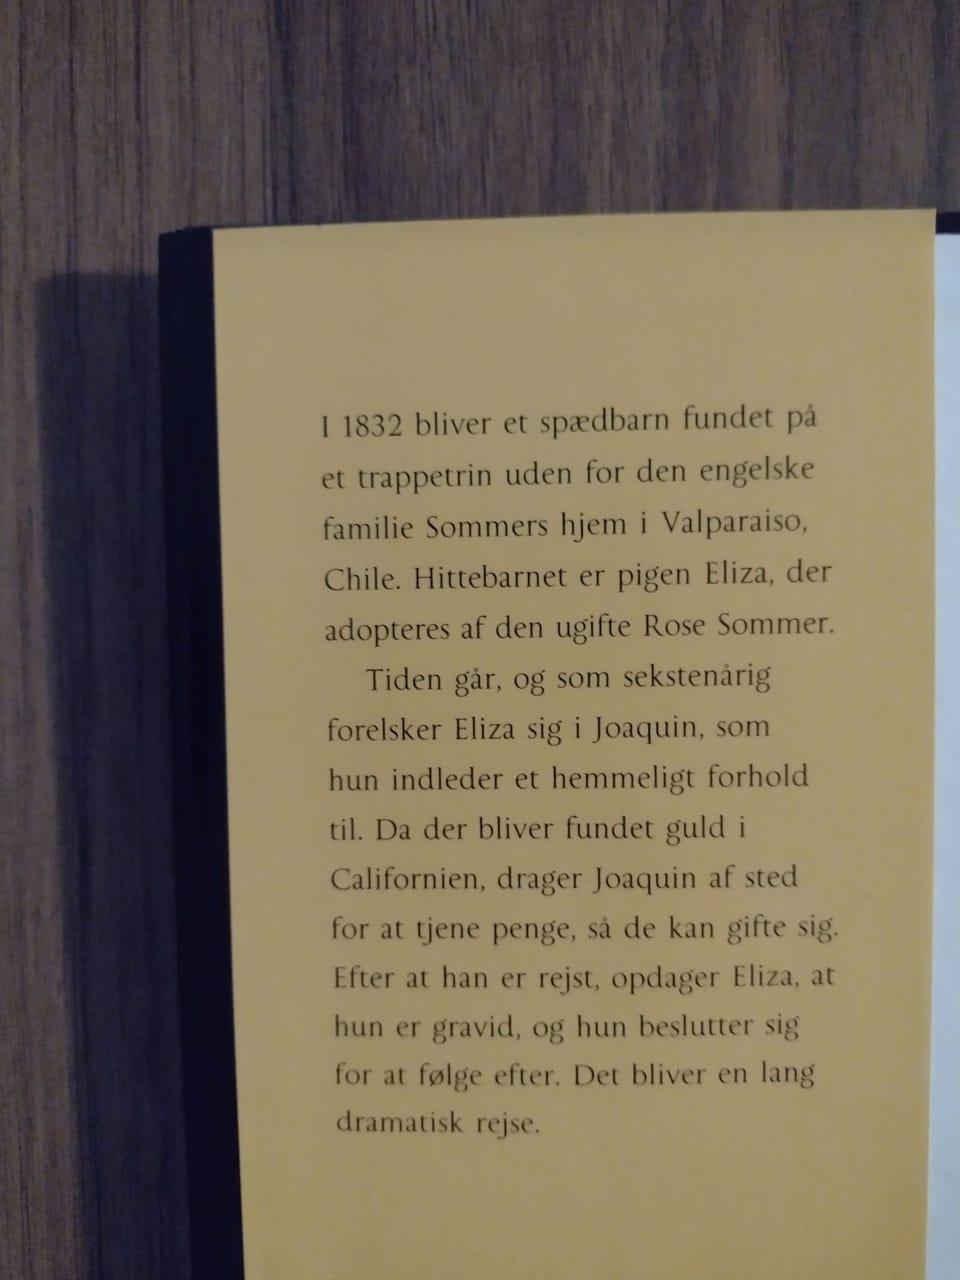 I 1832 bliver et spædbarn fundet på
et trappetrin uden for den engelske
familie Sommers hjem i Valparaiso,
Chile. Hittebarnet er pigen Eliza, der
adopteres af den ugifte Rose Sommer.
Tiden går, og som sekstenårig
forelsker Eliza sig i Joaquin, som
hun indleder et hemmeligt forhold
til. Da der bliver fundet guld i
Californien, drager Joaquin af sted
for at tjene penge, så de kan gifte sig.
Efter at han er rejst, opdager Eliza, at
hun er gravid, og hun beslutter sig
for at følge efter. Det bliver en lang
dramatisk rejse.